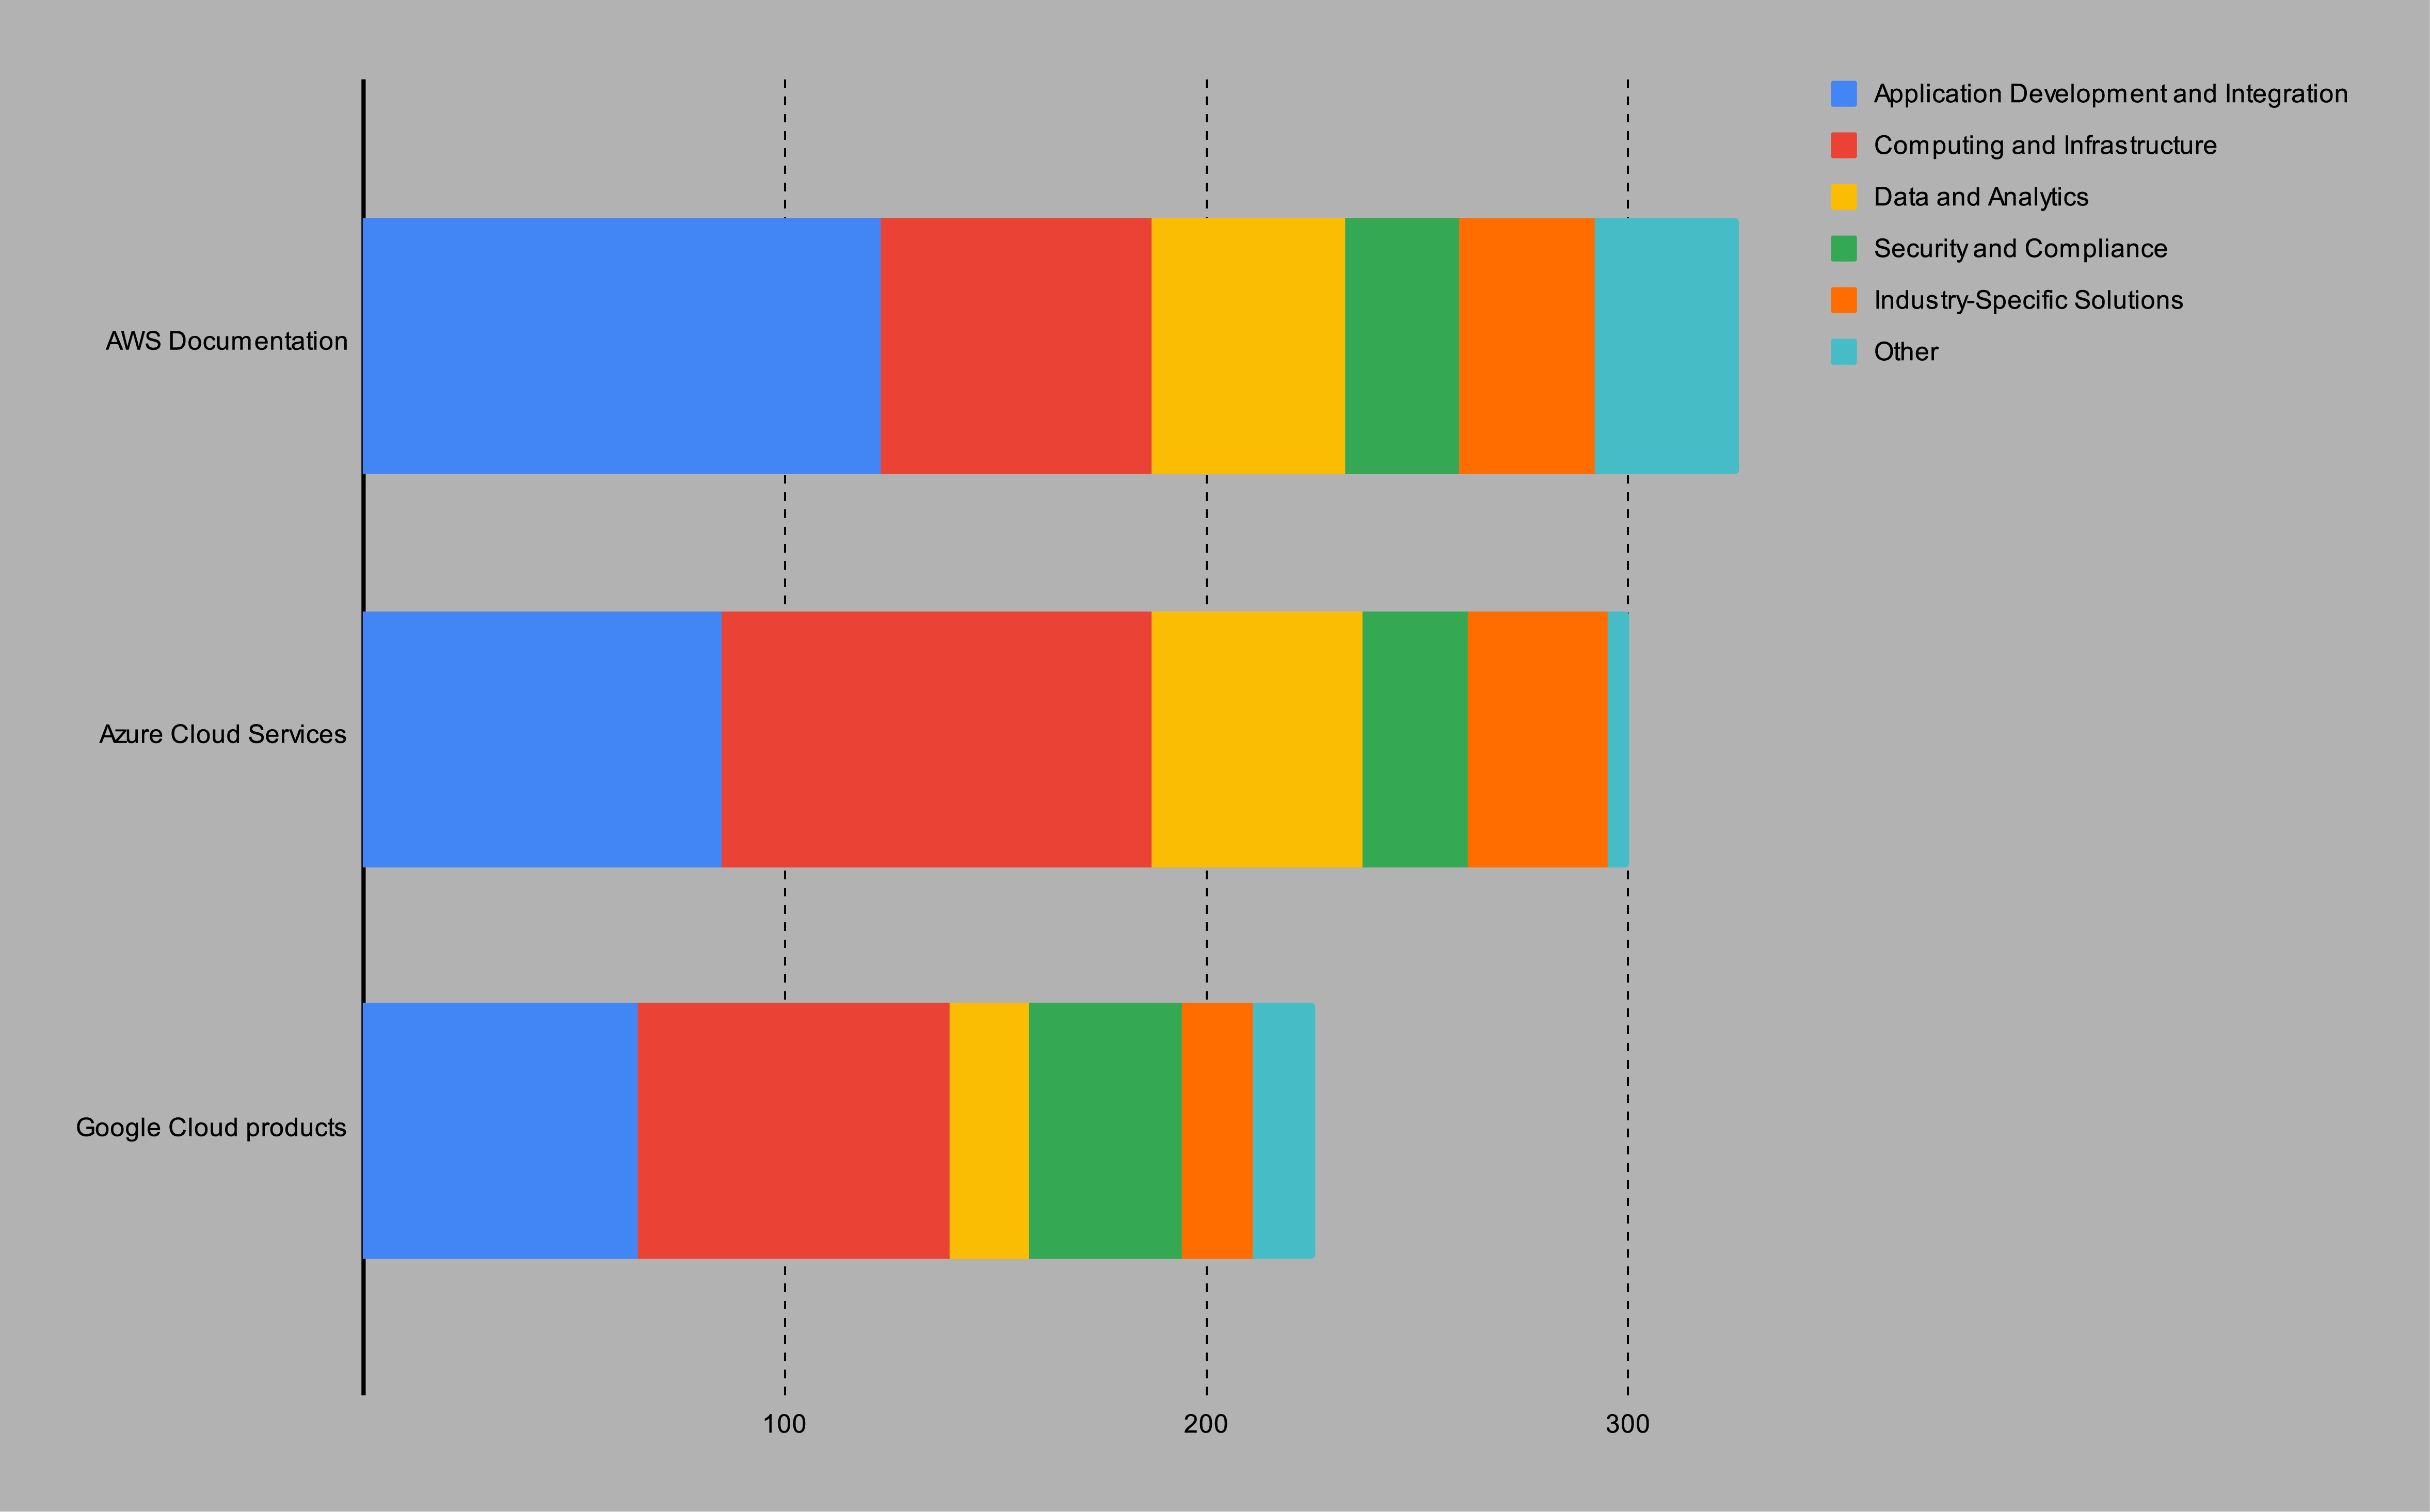 Application Development and Integration
Computing and Infrastructure
Data and Analytics
Security and Compliance
Industry-Specific Solutions
Other
AWS Documentation
Azure Cloud Services
Google Cloud products
100 200 300